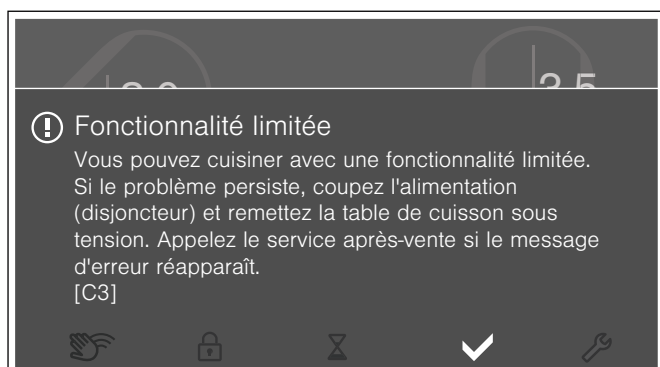 Fonctionnalité limitée
Vous pouvez cuisiner avec une fonctionnalité limitée.
Si le problème persiste, coupez l'alimentation
(disjoncteur) et remettez la table de cuisson sous
tension. Appelez le service après-vente si le message
d'erreur réapparaît.
[C3]